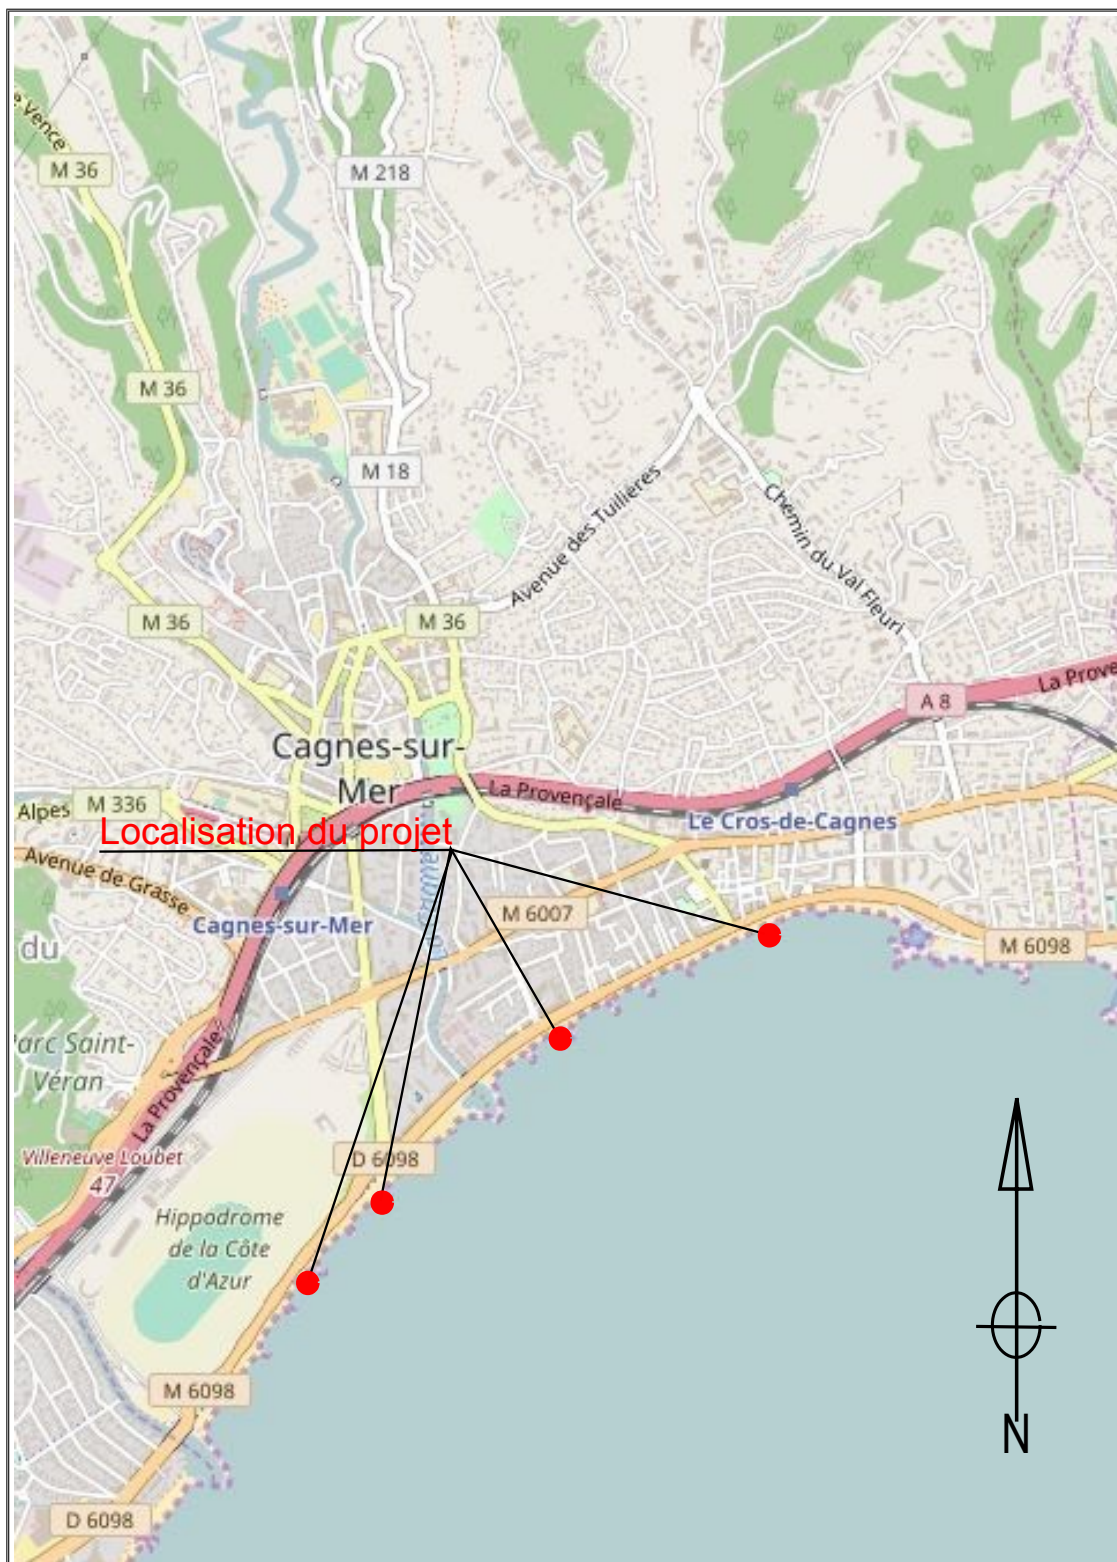 e Vence
M 36
M 218
M 36
M 18
Avenue des Tuilières
Chemin du Val Fleuri
M 36
M 36
A 8
La Prove
Cagnes-sur-
Mer
La Provençale
Alpes
M 336
Le Cros-de-Cagnes
Localisation du projet
Avenue de Grasse
M 6007
Cagnes-sur-Mer
M 6098
du
Parc Saint-
Véran
La Provençale
Villeneuve Loubet
47
D 6098
Hippodrome
de la Côte
d'Azur
M 6098
N
D 6098